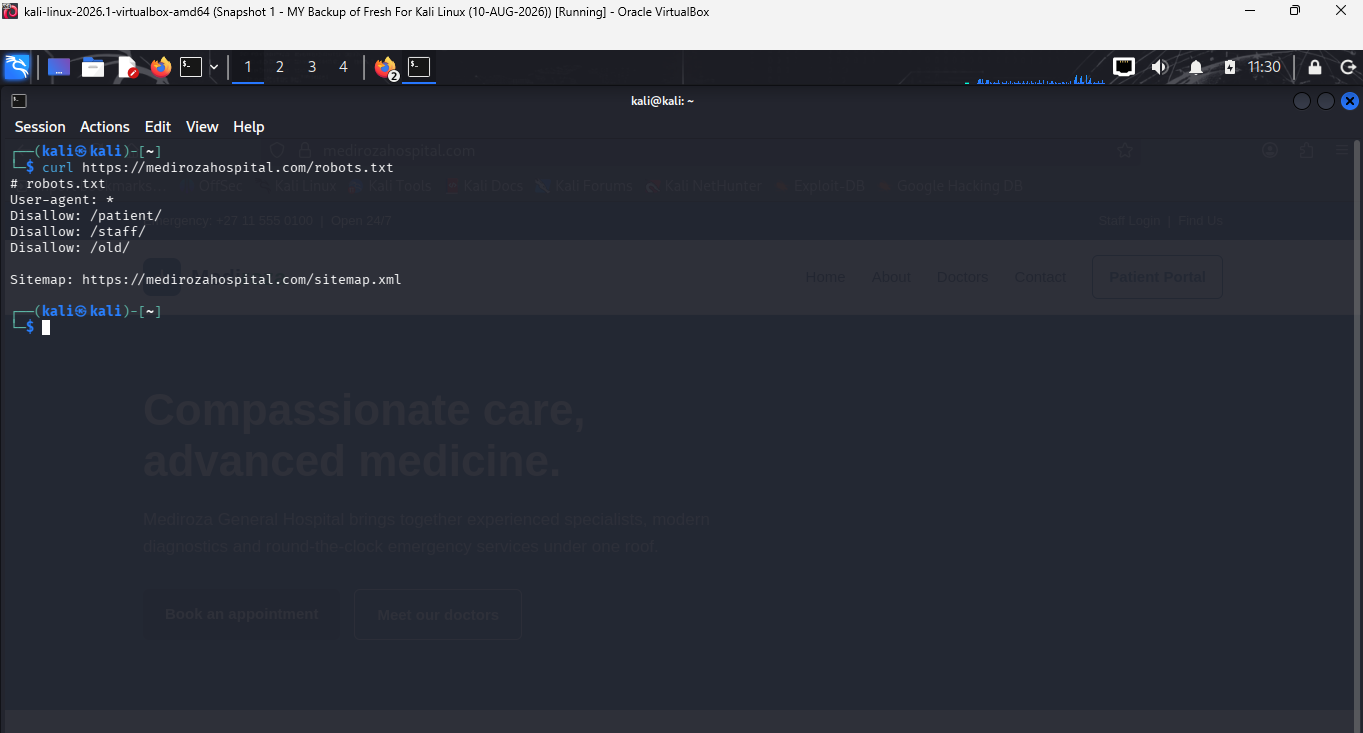 kali-linux-2026.1-virtualbox-amd64 (Snapshot 1 - MY Backup of Fresh For Kali Linux (10-AUG-2026)) [Running] - Oracle VirtualBox
1 2 3 4 2 11:30
kali@kali: ~
Session Actions Edit View Help
┌──(kali㉿kali)-[~]
└─$ curl https://medirozahospital.com/robots.txt
medirozahospital.com
# robots.txt
OffSec Kali Linux Kali Tools Kali Docs Kali Forums Kali NetHunter Exploit-DB Google Hacking DB
User-agent: *
Disallow: /patient/
Emergency: +27 11 555 0100 | Open 24/7 Staff Login | Find Us
Disallow: /staff/
Disallow: /old/
Sitemap: https://medirozahospital.com/sitemap.xml
Home About Doctors Contact Patient Portal
┌──(kali㉿kali)-[~]
└─$
Compassionate care,
advanced medicine.
Mediroza General Hospital brings together experienced specialists, modern
diagnostics and round-the-clock emergency services under one roof.
Book an appointment Meet our doctors